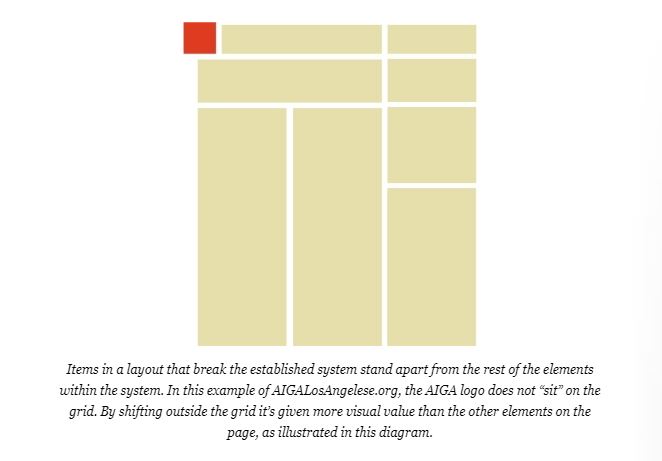 Items in a layout that break the established system stand apart from the rest of the elements
within the system. In this example of AIGALosAngelese.org, the AIGA logo does not “sit” on the
grid. By shifting outside the grid it’s given more visual value than the other elements on the
page, as illustrated in this diagram.